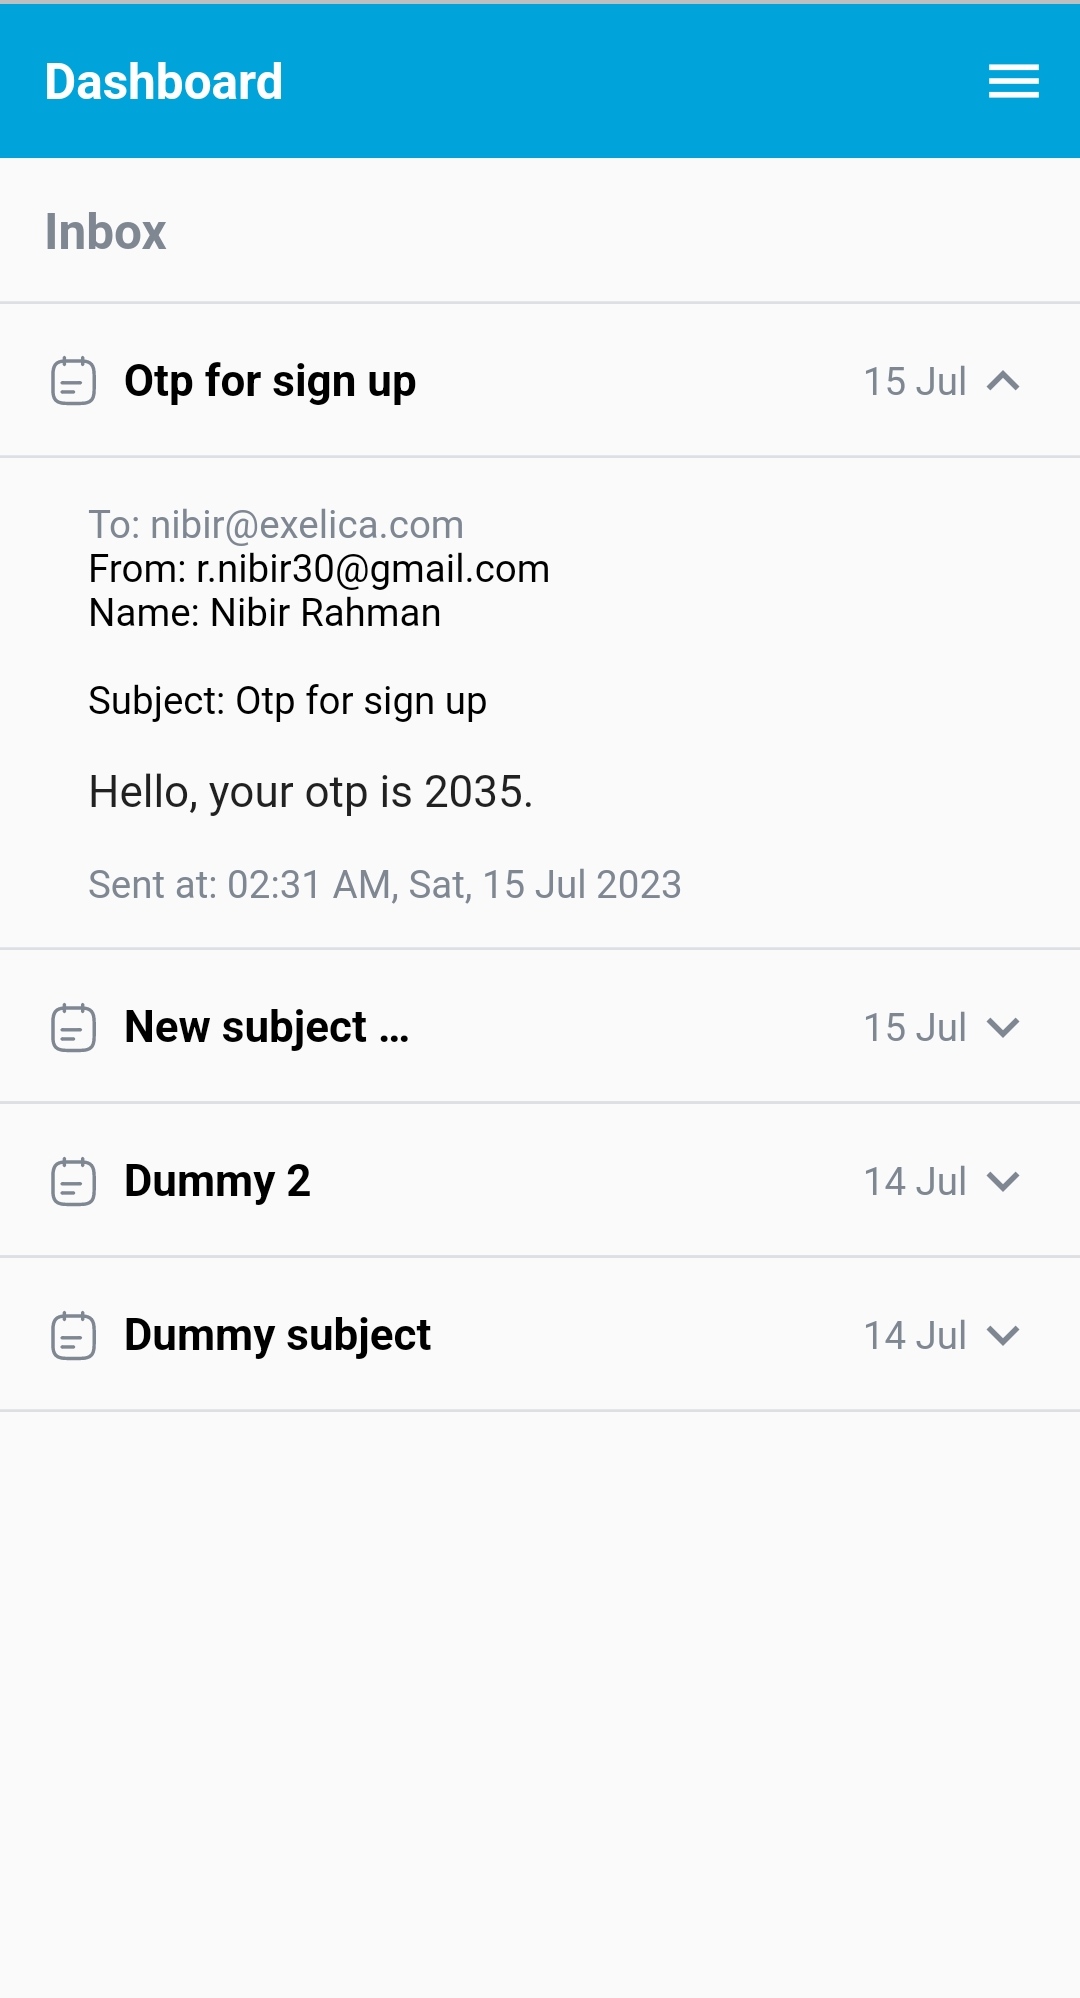 Dashboard
Inbox
Otp for sign up 15 Jul
To: nibir@exelica.com
From: r.nibir30@gmail.com
Name: Nibir Rahman
Subject: Otp for sign up
Hello, your otp is 2035.
Sent at: 02:31 AM, Sat, 15 Jul 2023
New subject ... 15 Jul
Dummy 2 14 Jul
Dummy subject 14 Jul